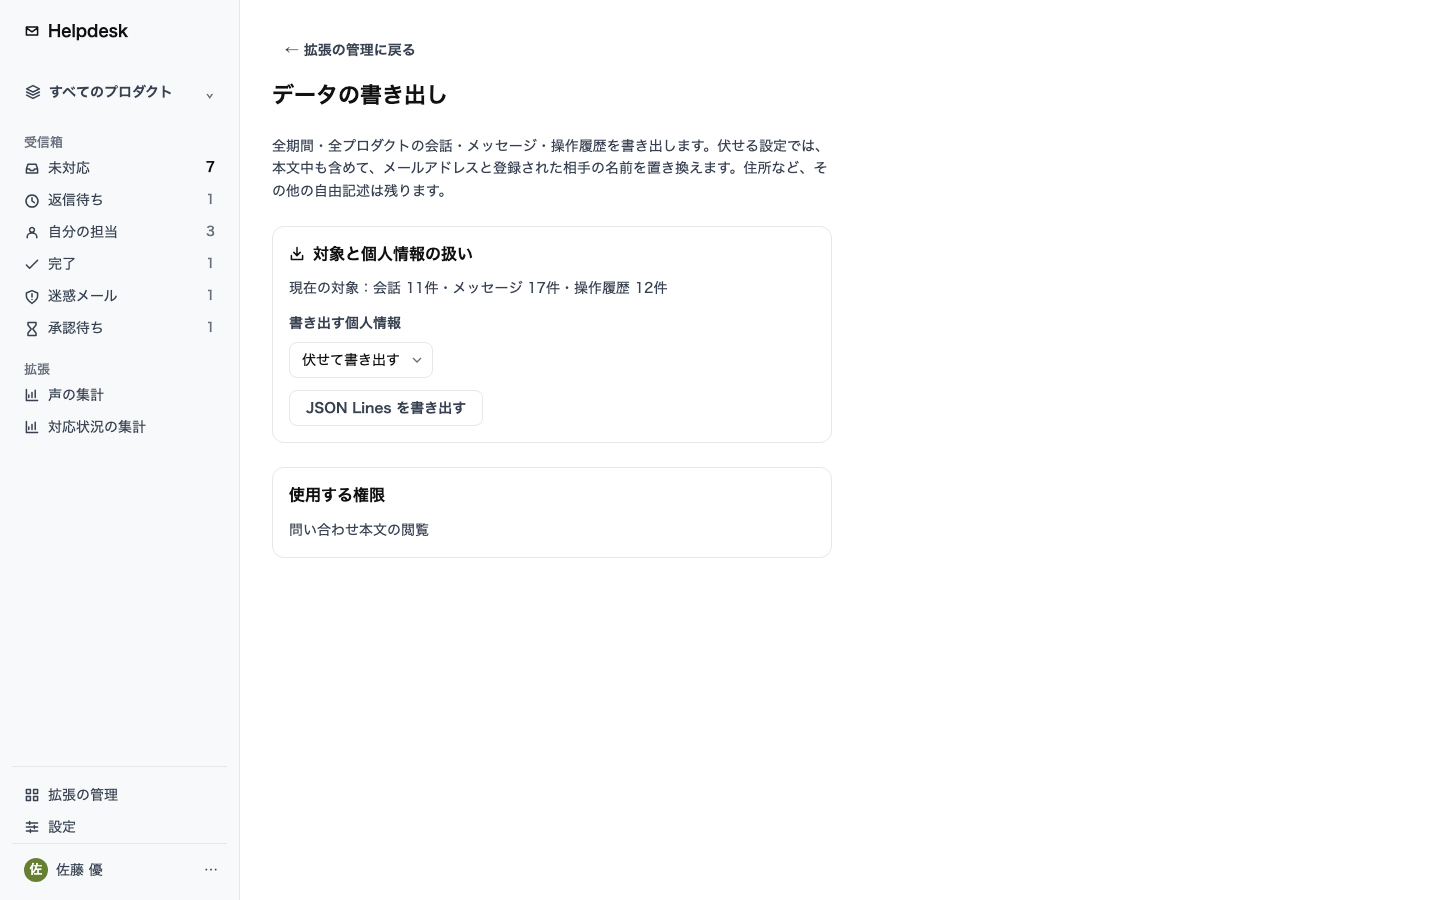 Helpdesk
すべてのプロダクト
受信箱
未対応 7
返信待ち 1
自分の担当 3
完了 1
迷惑メール 1
承認待ち 1
拡張
声の集計
対応状況の集計
拡張の管理
設定
佐 佐藤 優 …
← 拡張の管理に戻る
データの書き出し
全期間・全プロダクトの会話・メッセージ・操作履歴を書き出します。伏せる設定では、
本文中も含めて、メールアドレスと登録された相手の名前を置き換えます。住所など、そ
の他の自由記述は残ります。
対象と個人情報の扱い
現在の対象：会話 11件・メッセージ 17件・操作履歴 12件
書き出す個人情報
伏せて書き出す
JSON Lines を書き出す
使用する権限
問い合わせ本文の閲覧